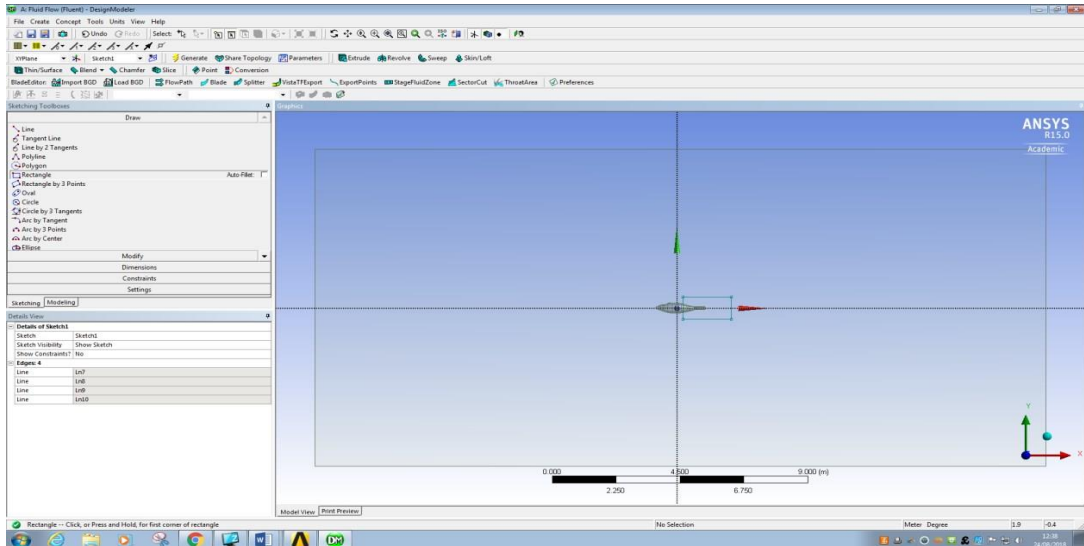 A: Fluid Flow (Fluent) - DesignModeler
File Create Concept Tools Units View Help
Undo Redo Select:
XYPlane Sketch1 Generate Share Topology Parameters Extrude Revolve Sweep Skin/Loft
Thin/Surface Blend Chamfer Slice Point Conversion
BladeEditor: Import BGD Load BGD FlowPath Blade Splitter VistaTFExport ExportPoints StageFluidZone SectorCut ThroatArea Preferences
Sketching Toolboxes
Draw
Line
Tangent Line
Line by 2 Tangents
Polyline
Polygon
Rectangle Auto-Fillet:
Rectangle by 3 Points
Oval
Circle
Circle by 3 Tangents
Arc by Tangent
Arc by 3 Points
Arc by Center
Ellipse
Modify
Dimensions
Constraints
Settings
Sketching Modeling
Details View
Details of Sketch1
Sketch Sketch1
Sketch Visibility Show Sketch
Show Constraints? No
Edges: 4
Line Ln7
Line Ln8
Line Ln9
Line Ln10
Graphics
ANSYS
R15.0
Academic
Y
X
0.000 4.500 9.000 (m)
2.250 6.750
Model View Print Preview
Rectangle -- Click, or Press and Hold, for first corner of rectangle No Selection Meter Degree 1.9 -0.4
W DM
12:38